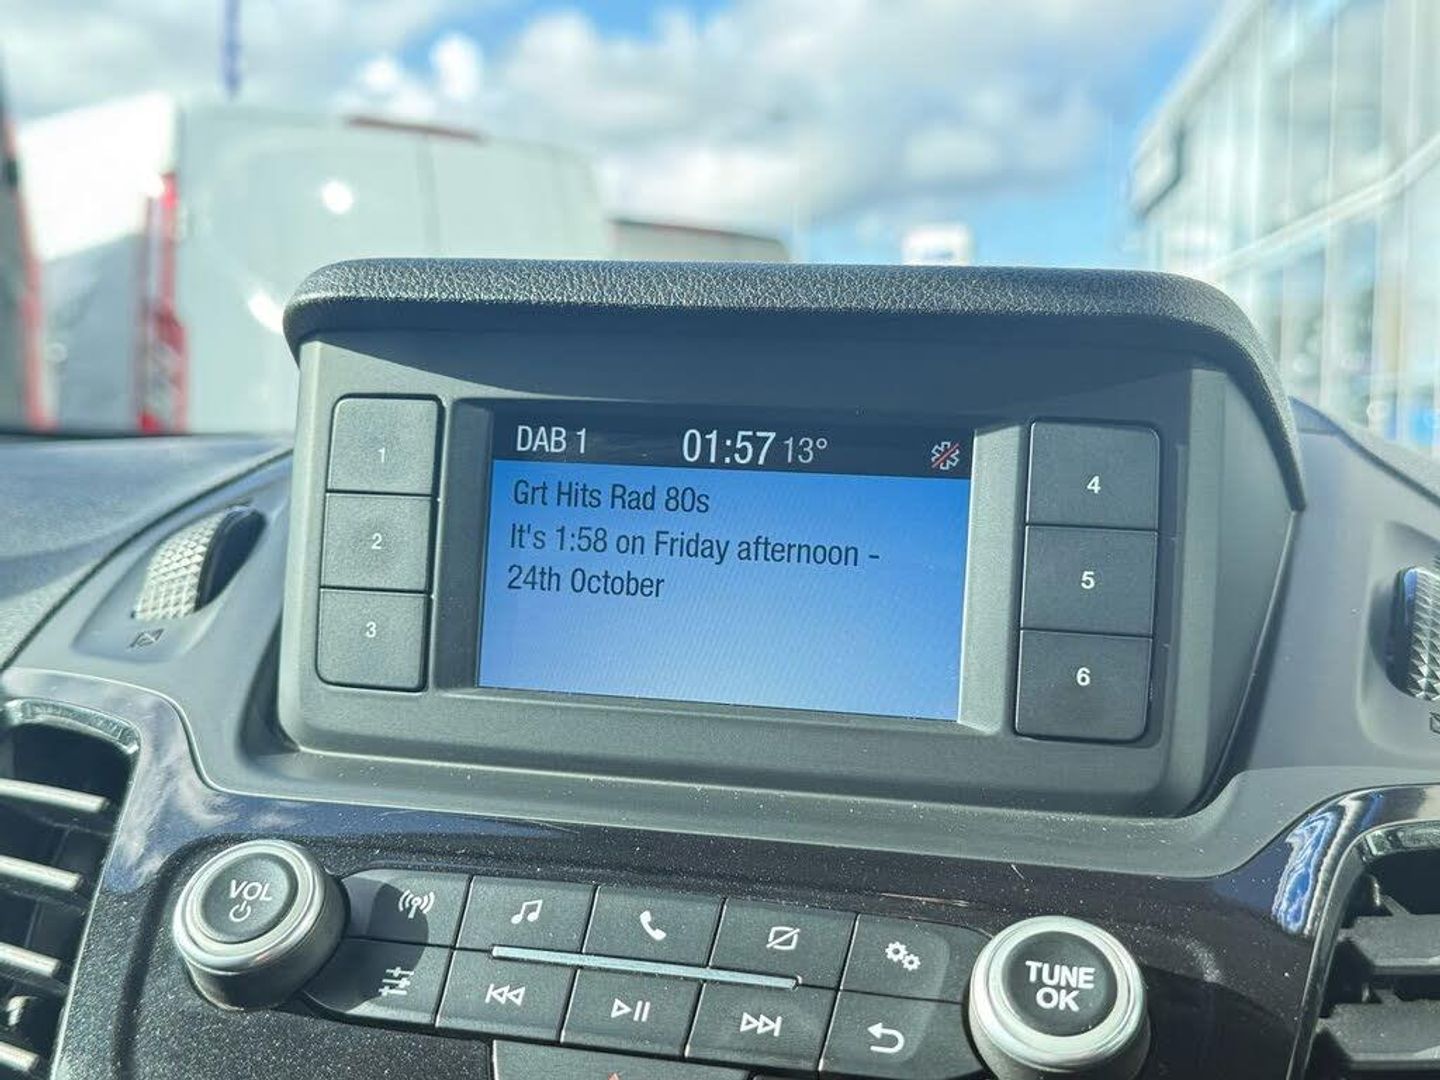 DAB 1 01:57 13°
Grt Hits Rad 80s
It's 1:58 on Friday afternoon -
24th October
1
2
3
4
5
6
VOL
TUNE
OK